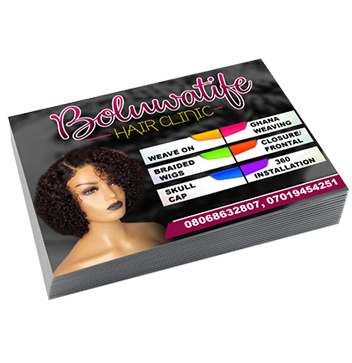 Boluwatife
HAIR CLINIC
WEAVE ON
BRAIDED
WIGS
SKULL
CAP
GHANA
WEAVING
CLOSURE/
FRONTAL
360
INSTALLATION
08068632807, 07019454251